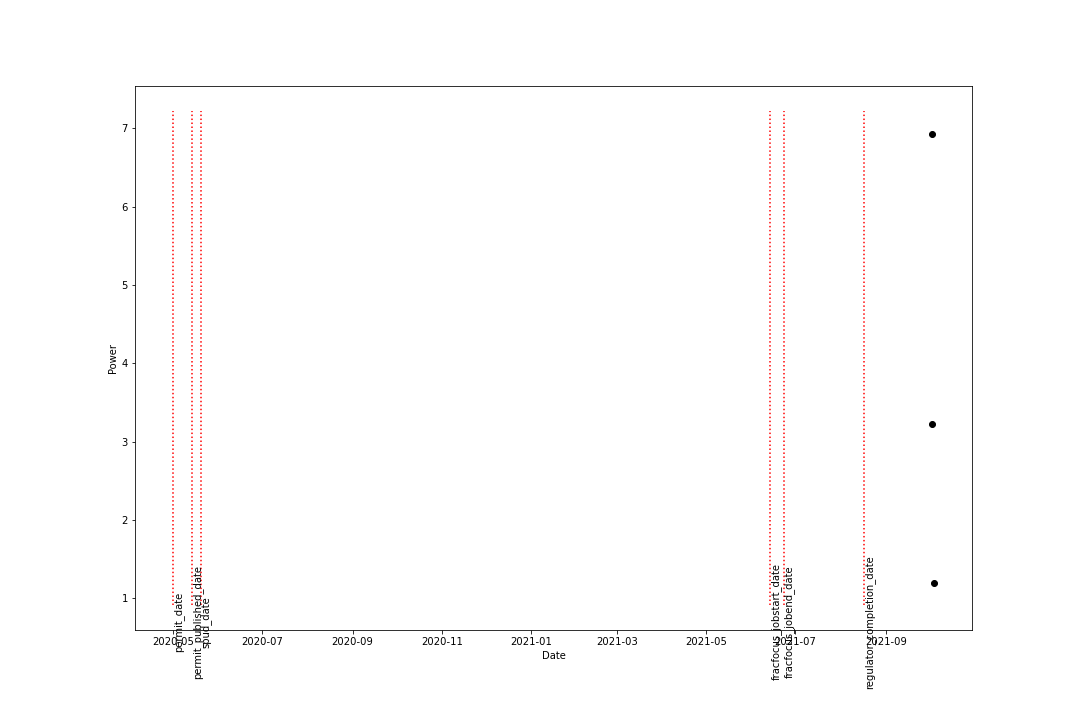 7
6
5
4
3
2
1
Power
2020-05
2020-07
2020-09
2020-11
2021-01
2021-03
2021-05
2021-07
2021-09
Date
permit_date
permit_published_date
spud_date
fracfocus_jobstart_date
fracfocus_jobend_date
regulatory_completion_date